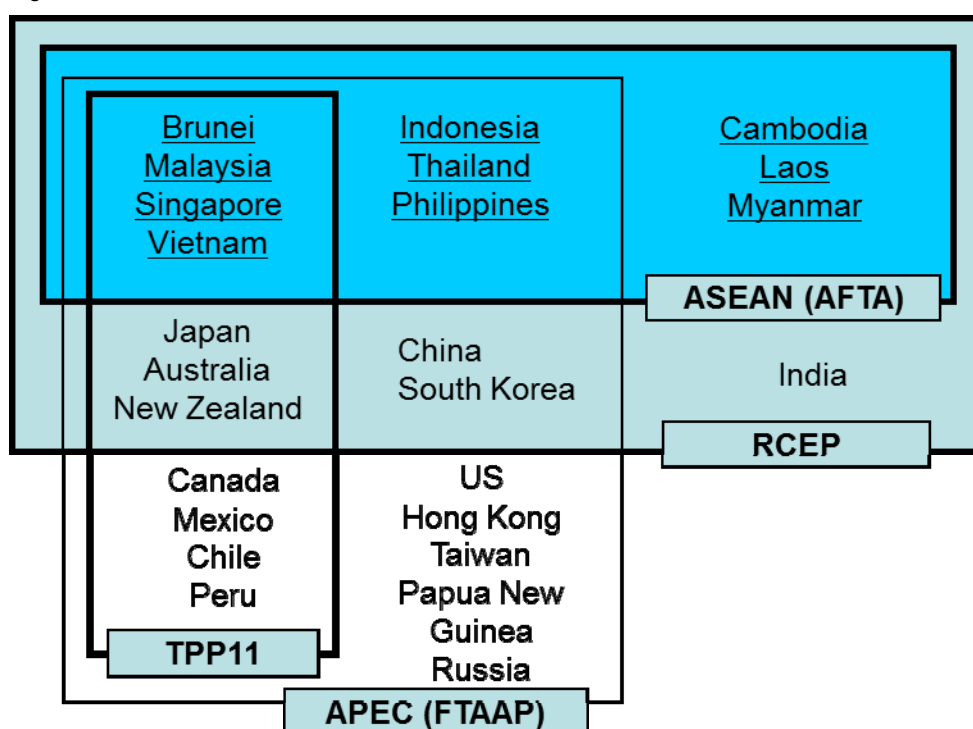 Brunei
Malaysia
Singapore
Vietnam
Indonesia
Thailand
Philippines
Cambodia
Laos
Myanmar
ASEAN (AFTA)
Japan
Australia
New Zealand
China
South Korea
India
RCEP
Canada
Mexico
Chile
Peru
TPP11
US
Hong Kong
Taiwan
Papua New
Guinea
Russia
APEC (FTAAP)